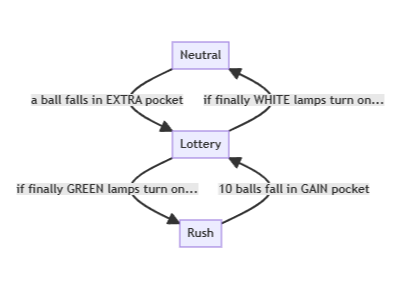 Neutral
a ball falls in EXTRA pocket
if finally WHITE lamps turn on...
Lottery
if finally GREEN lamps turn on...
10 balls fall in GAIN pocket
Rush